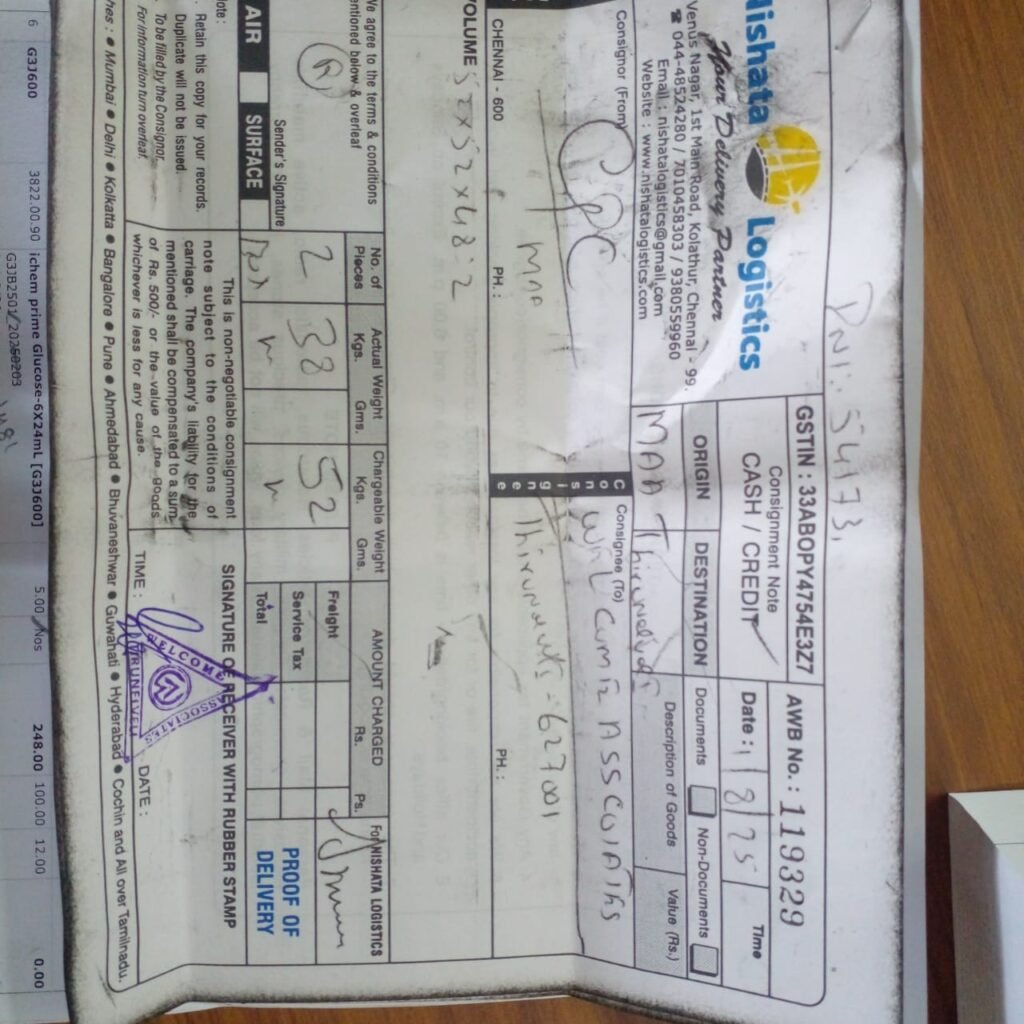 PNI: 54173,
Nishata Logistics
Your Delivery Partner
Venus Nagar, 1st Main Road, Kolathur, Chennai - 99.
☎ 044-48524280 / 7010458303 / 9380559960
Email : nishatalogistics@gmail.com
Website : www.nishatalogistics.com
GSTIN : 33ABOPY4754E3Z7
AWB No. : 119329
Consignment Note
CASH / CREDIT
Date : 1/8/25
Time
ORIGIN
DESTINATION
Documents
Non-Documents
MAA
Thirunelveli
Description of Goods
Value (Rs.)
Consignor (From)
CPC
MAA
CHENNAI - 600
PH. :
Consignee
Consignee (To)
Welcome Associates
Thirunelveli - 627001
PH. :
VOLUME 52x52x48=2
We agree to the terms & conditions
mentioned below & overleaf
Sender's Signature
AIR
SURFACE
No. of Pieces
Actual Weight
Kgs. Gms.
Chargeable Weight
Kgs. Gms.
AMOUNT CHARGED
Rs. Ps.
For NISHATA LOGISTICS
2
38
52
Freight
Service Tax
Total
PROOF OF DELIVERY
Note :
Retain this copy for your records.
Duplicate will not be issued.
To be filled by the Consignor
For information turn overleaf.
This is non-negotiable consignment
note subject to the conditions of
carriage. The company's liability for the
mentioned shall be compensated to a sum
of Rs. 500/- or the value of the goods
whichever is less for any cause.
SIGNATURE OF RECEIVER WITH RUBBER STAMP
TIME :
DATE :
WELCOME ASSOCIATES
TIRUNELVELI
hes : ● Mumbai ● Delhi ● Kolkatta ● Bangalore ● Pune ● Ahmedabad ● Bhuvaneshwar ● Guwahati ● Hyderabad ● Cochin and All over Tamilnadu.
6 G3J600 3822.00.90 ichem prime Glucose-6X24mL [G3J600] 5.00 Nos 248.00 100.00 12.00 0.00
G3JB2501/20250203